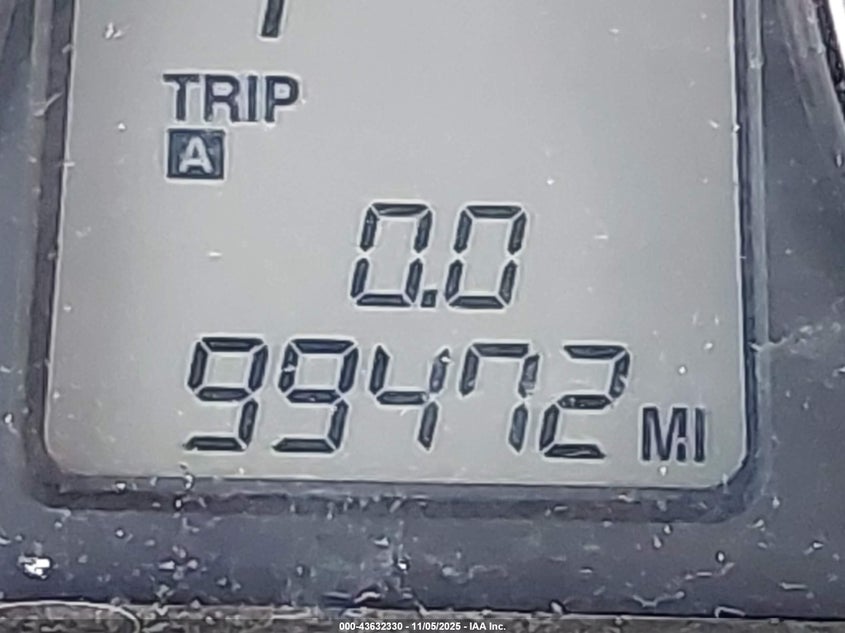 TRIP
A
0.0
99472 MI
000-43632330 - 11/05/2025 - IAA Inc.